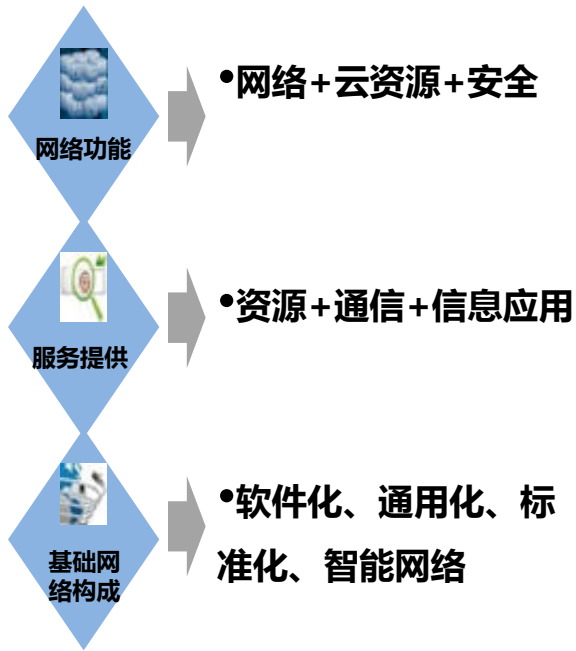 网络功能
•网络+云资源+安全
服务提供
•资源+通信+信息应用
基础网
络构成
•软件化、通用化、标
准化、智能网络